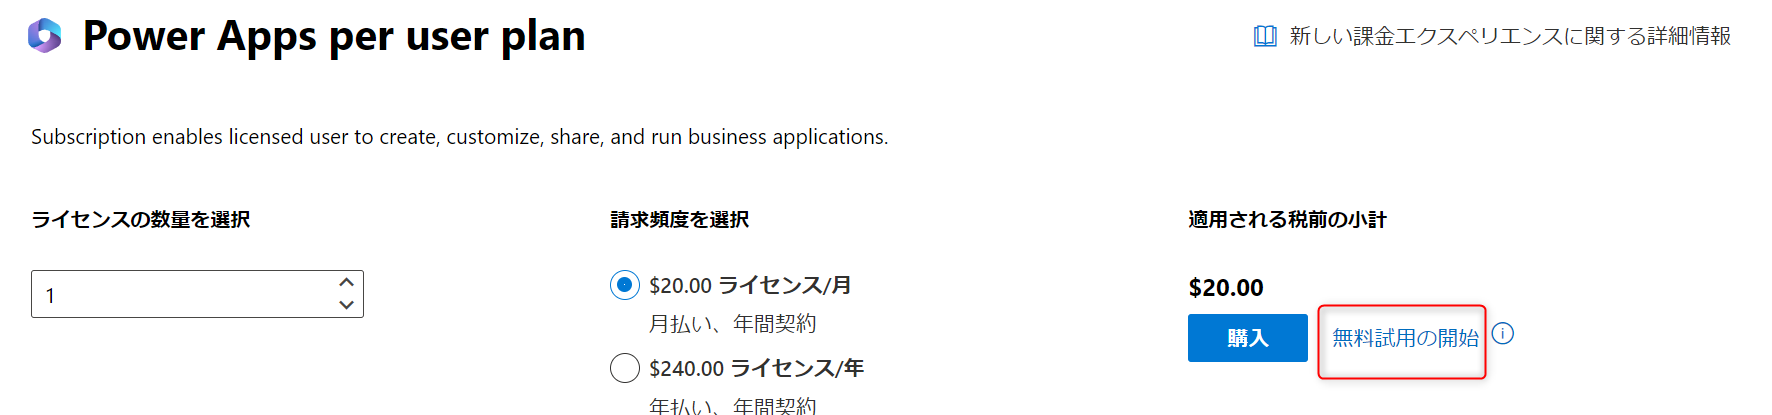 Power Apps per user plan
新しい課金エクスペリエンスに関する詳細情報
Subscription enables licensed user to create, customize, share, and run business applications.
ライセンスの数量を選択
1
請求頻度を選択
$20.00 ライセンス/月
月払い、年間契約
$240.00 ライセンス/年
年払い、年間契約
適用される税前の小計
$20.00
購入
無料試用の開始